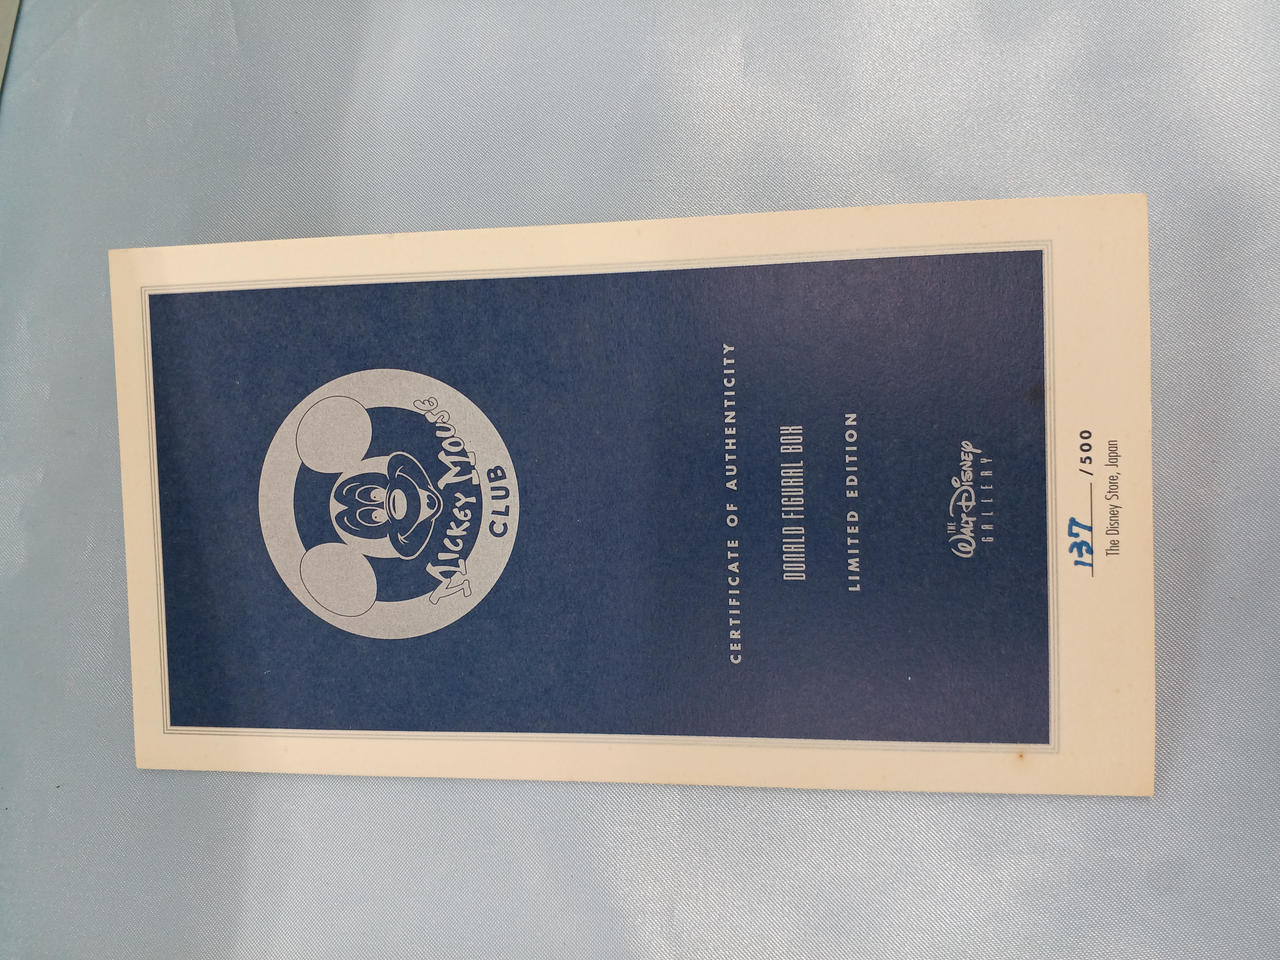 MICKEY MOUSE
CLUB
CERTIFICATE OF AUTHENTICITY
DONALD FIGURAL BOX
LIMITED EDITION
THE
WALT DISNEY
GALLERY
137 /500
The Disney Store, Japan